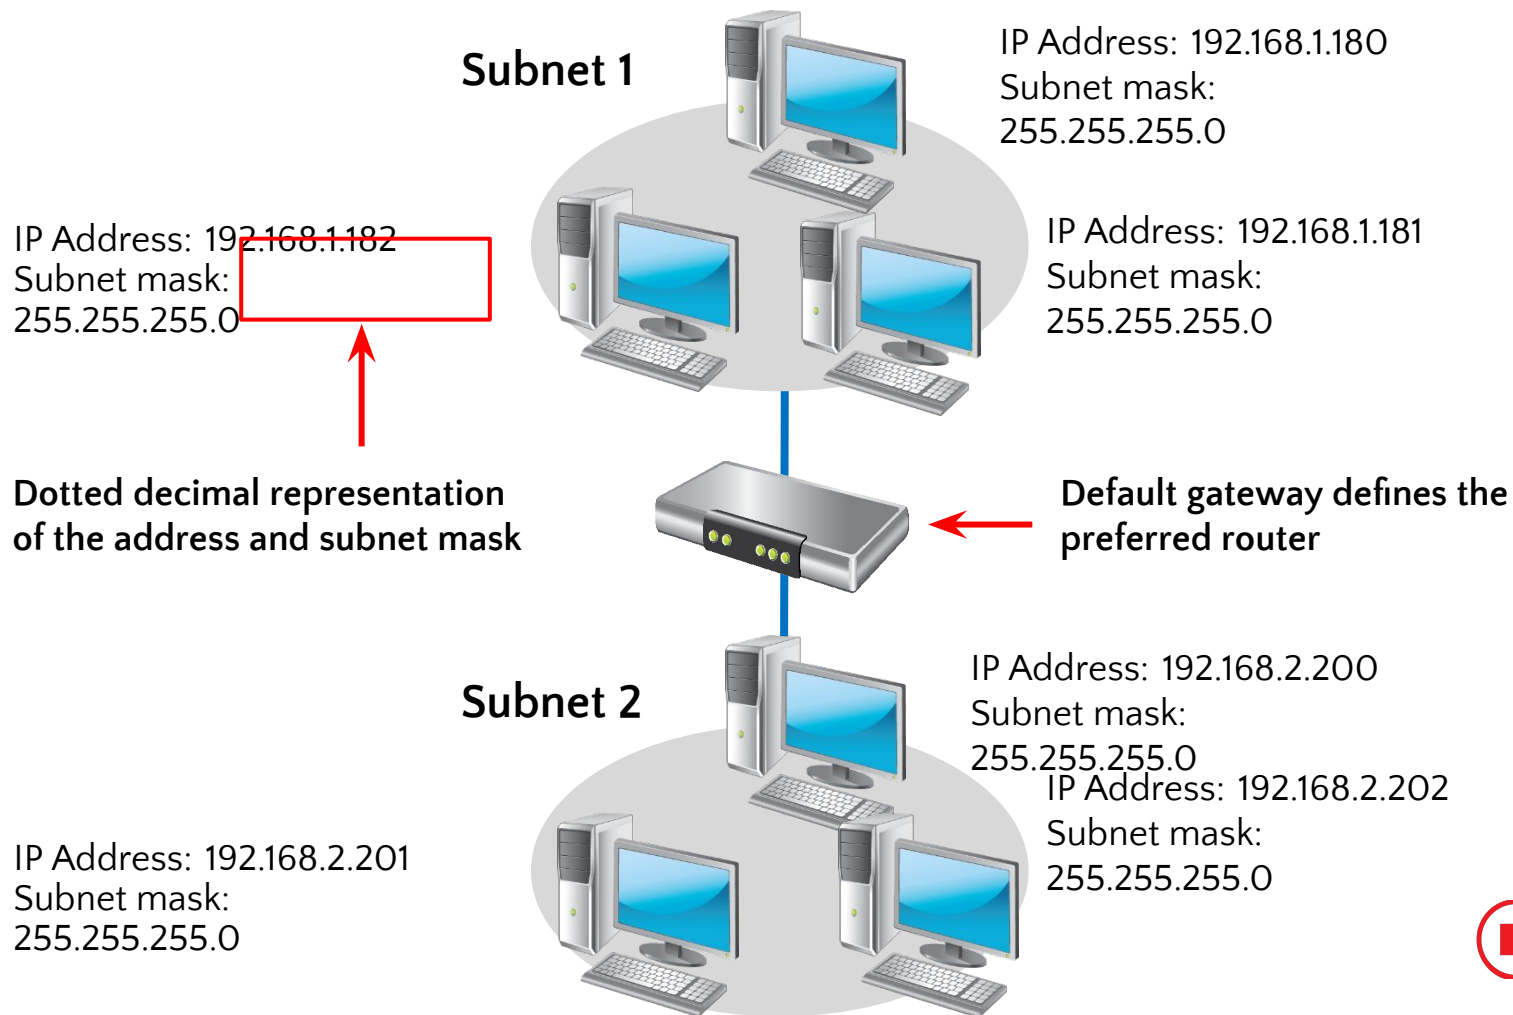 Subnet 1
IP Address: 192.168.1.180
Subnet mask:
255.255.255.0
IP Address: 192.168.1.182
Subnet mask:
255.255.255.0
IP Address: 192.168.1.181
Subnet mask:
255.255.255.0
Dotted decimal representation
of the address and subnet mask
Default gateway defines the
preferred router
Subnet 2
IP Address: 192.168.2.200
Subnet mask:
255.255.255.0
IP Address: 192.168.2.202
Subnet mask:
255.255.255.0
IP Address: 192.168.2.201
Subnet mask:
255.255.255.0